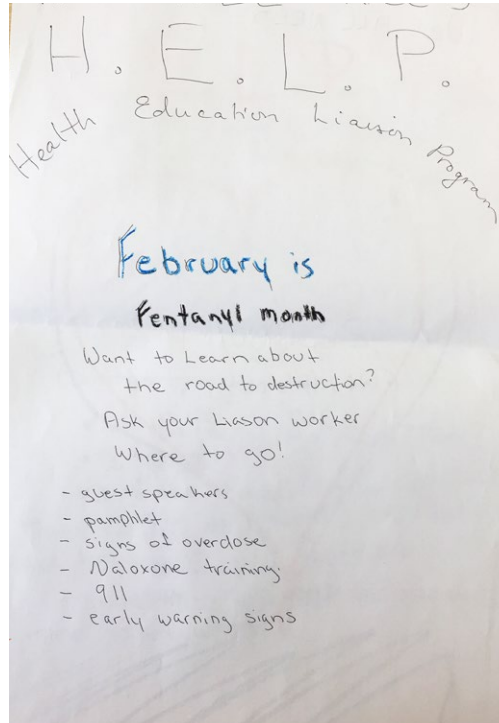 H. E. L. P.
Health Education Liaison Program
February is
Fentanyl month
Want to Learn about
the road to destruction?
Ask your Liason worker
Where to go!
- guest speakers
- pamphlet
- signs of overdose
- Naloxone training.
- 911
- early warning signs